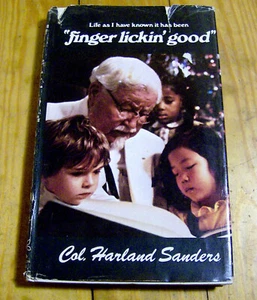 Life as I have known it has been
"finger lickin' good"
Col. Harland Sanders